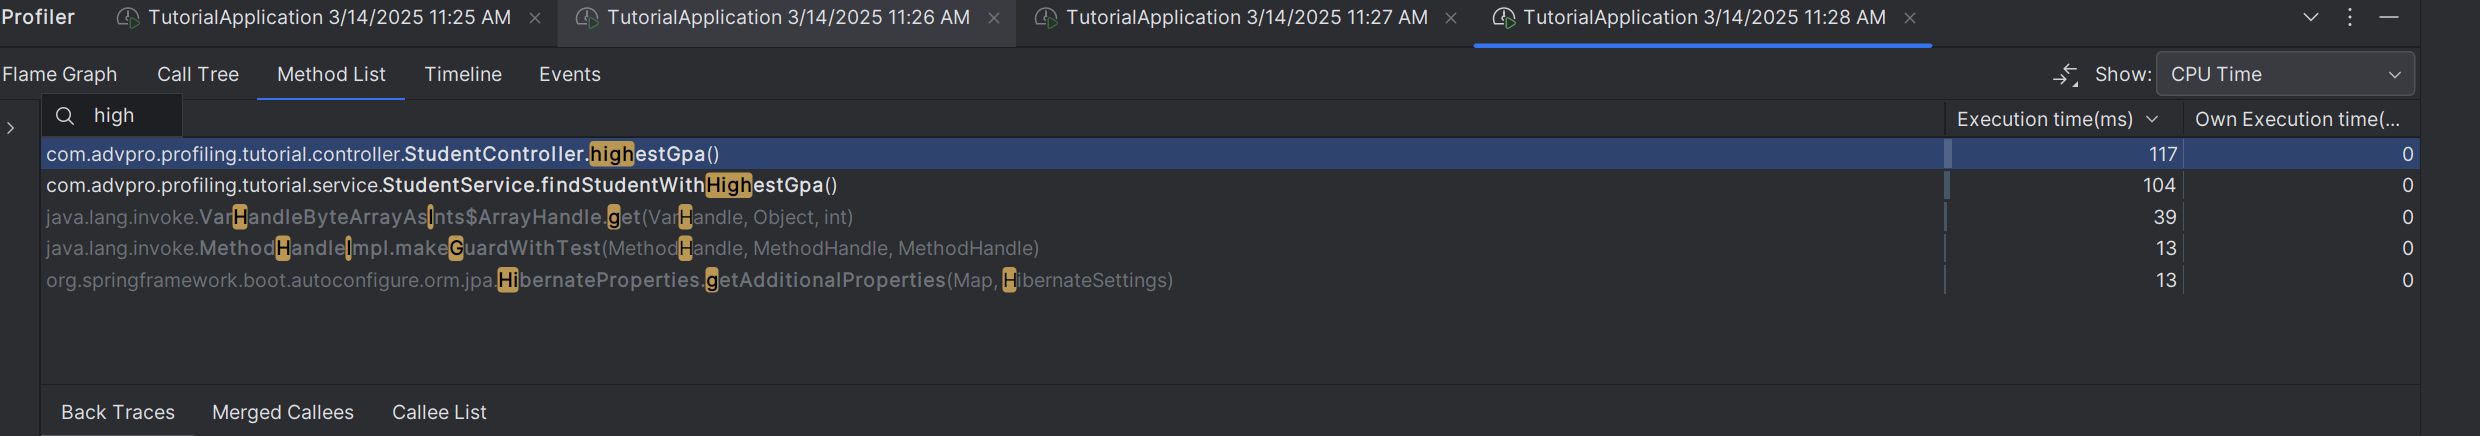 Profiler TutorialApplication 3/14/2025 11:25 AM TutorialApplication 3/14/2025 11:26 AM TutorialApplication 3/14/2025 11:27 AM TutorialApplication 3/14/2025 11:28 AM
Flame Graph Call Tree Method List Timeline Events Show: CPU Time
high Execution time(ms) Own Execution time(...
com.advpro.profiling.tutorial.controller.StudentController.highestGpa() 117 0
com.advpro.profiling.tutorial.service.StudentService.findStudentWithHighestGpa() 104 0
java.lang.invoke.VarHandleByteArrayAsInts$ArrayHandle.get(VarHandle, Object, int) 39 0
java.lang.invoke.MethodHandleImpl.makeGuardWithTest(MethodHandle, MethodHandle, MethodHandle) 13 0
org.springframework.boot.autoconfigure.orm.jpa.HibernateProperties.getAdditionalProperties(Map, HibernateSettings) 13 0
Back Traces Merged Callees Callee List